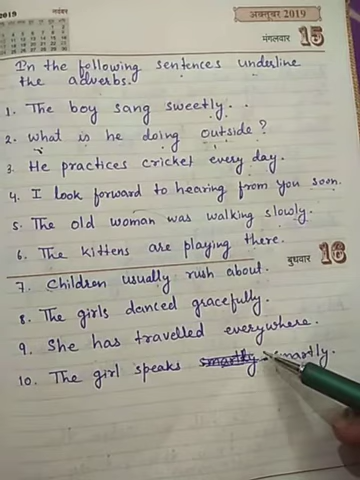 2019
नवंबर
अक्तूबर 2019
मंगलवार 15
In the following sentences underline
the adverbs.
1. The boy sang sweetly.
2. what is he doing outside?
3. He practices cricket every day.
4. I look forward to hearing from you soon.
5. The old woman was walking slowly.
6. The kittens are playing there.
बुधवार 16
7. Children usually rush about.
8. The girls danced gracefully.
9. She has travelled everywhere.
10. The girl speaks smartly.